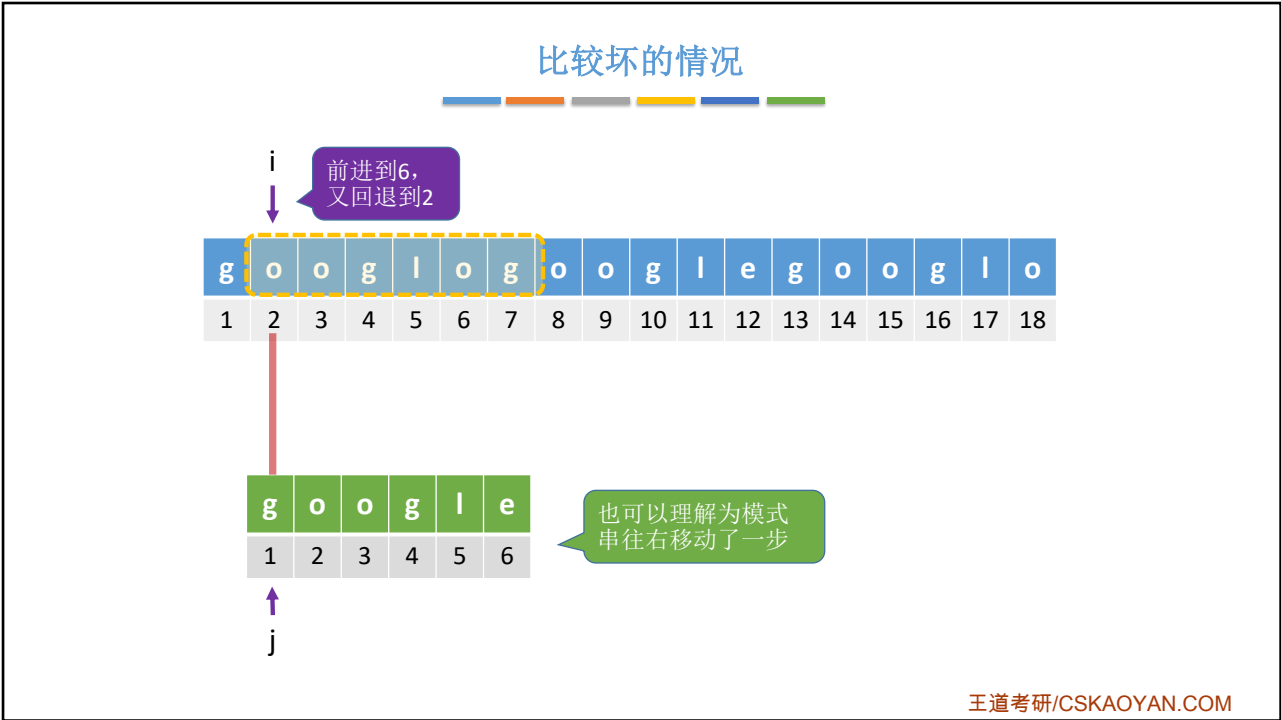 比较坏的情况
i
前进到6，
又回退到2
g o o g l o g o o g l e g o o g l o
1 2 3 4 5 6 7 8 9 10 11 12 13 14 15 16 17 18
g o o g l e
1 2 3 4 5 6
也可以理解为模式
串往右移动了一步
j
王道考研/CSKAOYAN.COM